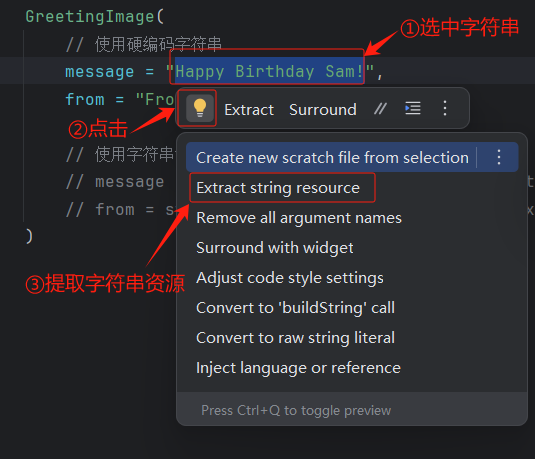 GreetingImage(
// 使用硬编码字符串
①选中字符串
message = "Happy Birthday Sam!",
from = "Fro
②点击
Extract Surround
// 使用字符串
Create new scratch file from selection
// message
Extract string resource
// from = s
Remove all argument names
)
Surround with widget
③提取字符串资源
Adjust code style settings
Convert to 'buildString' call
Convert to raw string literal
Inject language or reference
Press Ctrl+Q to toggle preview